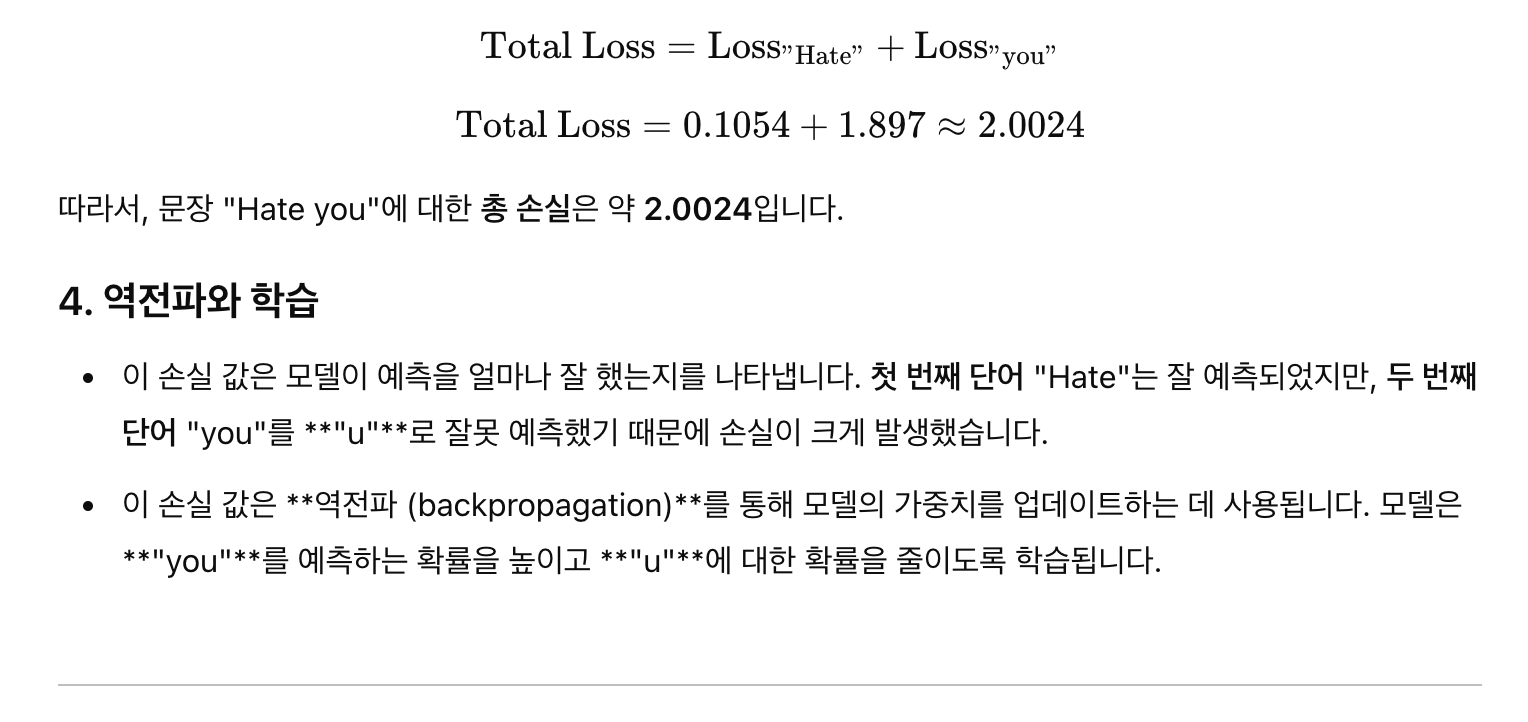 Total Loss = Loss”Hate” + Loss”you”
Total Loss = 0.1054 + 1.897 ≈ 2.0024
따라서, 문장 "Hate you"에 대한 총 손실은 약 2.0024입니다.
4. 역전파와 학습
• 이 손실 값은 모델이 예측을 얼마나 잘 했는지를 나타냅니다. 첫 번째 단어 "Hate"는 잘 예측되었지만, 두 번째
단어 "you"를 **"u"**로 잘못 예측했기 때문에 손실이 크게 발생했습니다.
• 이 손실 값은 **역전파 (backpropagation)**를 통해 모델의 가중치를 업데이트하는 데 사용됩니다. 모델은
**"you"**를 예측하는 확률을 높이고 **"u"**에 대한 확률을 줄이도록 학습됩니다.